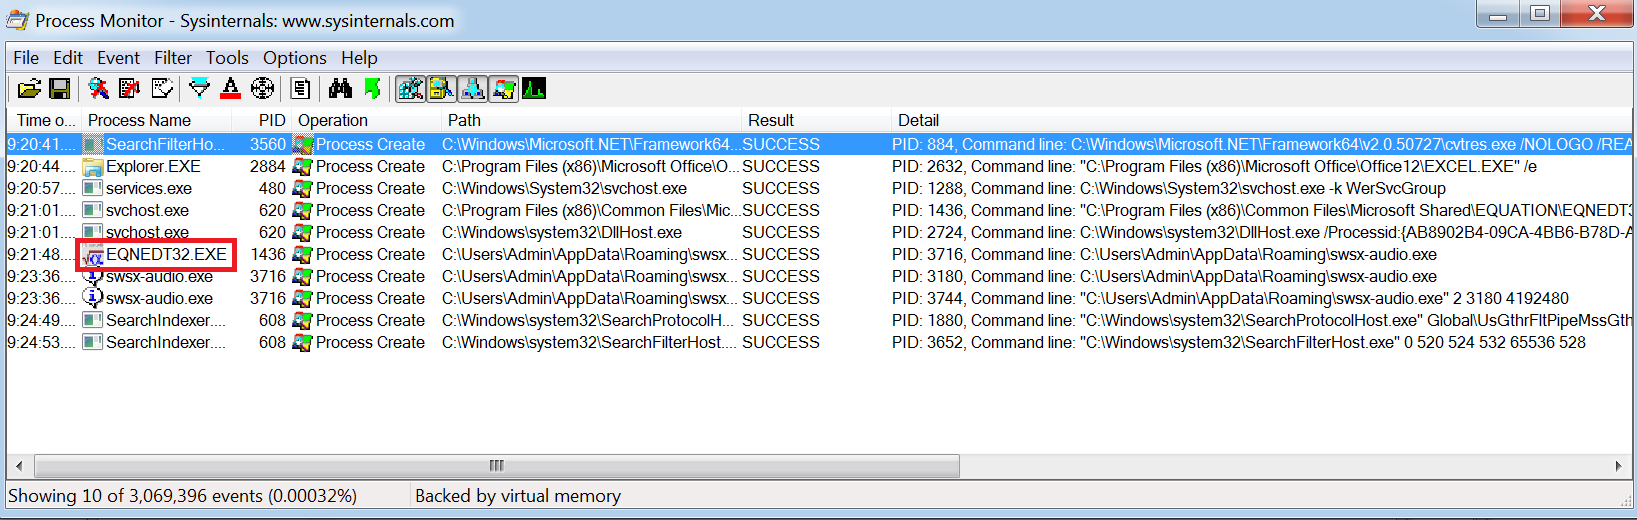 Process Monitor - Sysinternals: www.sysinternals.com
File Edit Event Filter Tools Options Help
Time o... Process Name PID Operation Path Result Detail
9:20:41.... SearchFilterHo... 3560 Process Create C:\Windows\Microsoft.NET\Framework64... SUCCESS PID: 884, Command line: C:\Windows\Microsoft.NET\Framework64\v2.0.50727\cvtres.exe /NOLOGO /REA
9:20:44.... Explorer.EXE 2884 Process Create C:\Program Files (x86)\Microsoft Office\O... SUCCESS PID: 2632, Command line: "C:\Program Files (x86)\Microsoft Office\Office12\EXCEL.EXE" /e
9:20:57.... services.exe 480 Process Create C:\Windows\System32\svchost.exe SUCCESS PID: 1288, Command line: C:\Windows\System32\svchost.exe -k WerSvcGroup
9:21:01.... svchost.exe 620 Process Create C:\Program Files (x86)\Common Files\Mic... SUCCESS PID: 1436, Command line: "C:\Program Files (x86)\Common Files\Microsoft Shared\EQUATION\EQNEDT3
9:21:01.... svchost.exe 620 Process Create C:\Windows\system32\DllHost.exe SUCCESS PID: 2724, Command line: C:\Windows\system32\DllHost.exe /Processid:{AB8902B4-09CA-4BB6-B78D-A
9:21:48.... EQNEDT32.EXE 1436 Process Create C:\Users\Admin\AppData\Roaming\swsx... SUCCESS PID: 3716, Command line: C:\Users\Admin\AppData\Roaming\swsx-audio.exe
9:23:36.... swsx-audio.exe 3716 Process Create C:\Users\Admin\AppData\Roaming\swsx... SUCCESS PID: 3180, Command line: C:\Users\Admin\AppData\Roaming\swsx-audio.exe
9:23:36.... swsx-audio.exe 3716 Process Create C:\Users\Admin\AppData\Roaming\swsx... SUCCESS PID: 3744, Command line: "C:\Users\Admin\AppData\Roaming\swsx-audio.exe" 2 3180 4192480
9:24:49.... SearchIndexer.... 608 Process Create C:\Windows\system32\SearchProtocolH... SUCCESS PID: 1880, Command line: "C:\Windows\system32\SearchProtocolHost.exe" Global\UsGthrFltPipeMssGth
9:24:53.... SearchIndexer.... 608 Process Create C:\Windows\system32\SearchFilterHost.... SUCCESS PID: 3652, Command line: "C:\Windows\system32\SearchFilterHost.exe" 0 520 524 532 65536 528
Showing 10 of 3,069,396 events (0.00032%) Backed by virtual memory